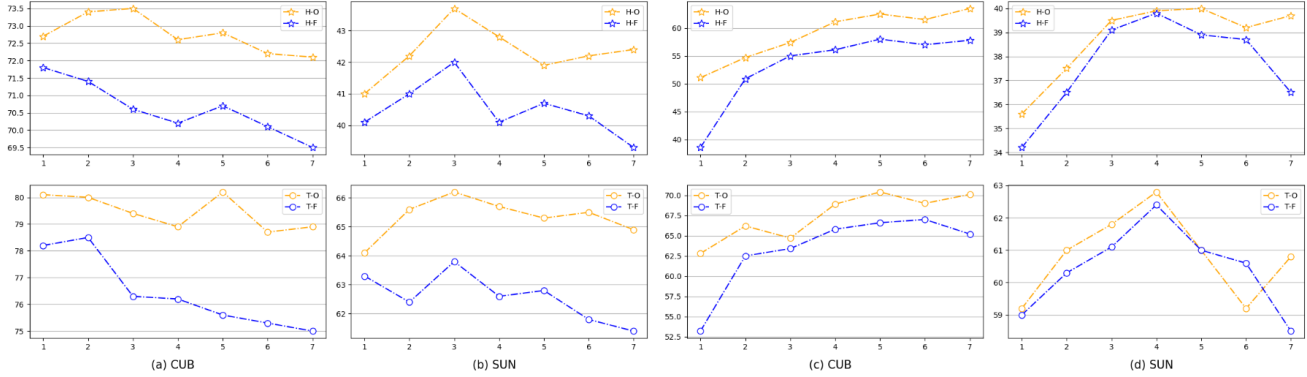 73.5
73.0
72.5
72.0
71.5
71.0
70.5
70.0
69.5
1 2 3 4 5 6 7
H-O
H-F
43
42
41
40
1 2 3 4 5 6 7
H-O
H-F
60
55
50
45
40
1 2 3 4 5 6 7
H-O
H-F
40
39
38
37
36
35
34
1 2 3 4 5 6 7
H-O
H-F
80
79
78
77
76
75
1 2 3 4 5 6 7
T-O
T-F
(a) CUB
66
65
64
63
62
1 2 3 4 5 6 7
T-O
T-F
(b) SUN
70.0
67.5
65.0
62.5
60.0
57.5
55.0
52.5
1 2 3 4 5 6 7
T-O
T-F
(c) CUB
63
62
61
60
59
1 2 3 4 5 6 7
T-O
T-F
(d) SUN